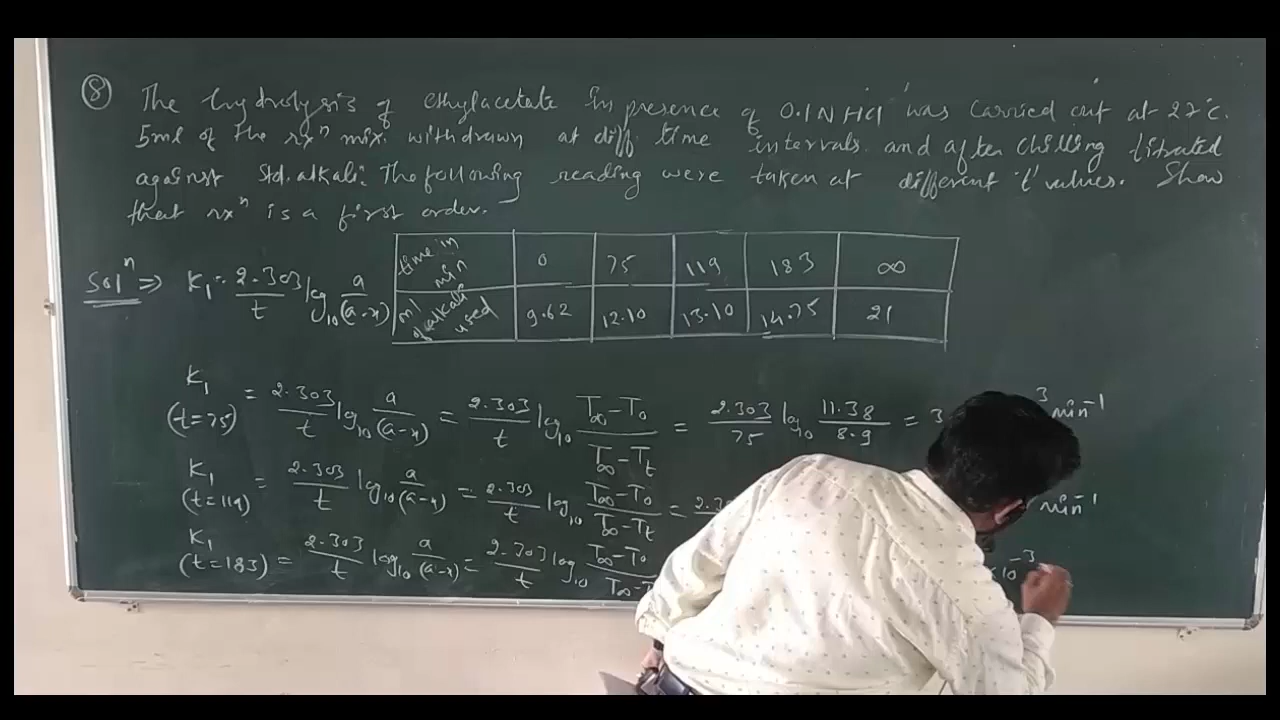 ⑧ The hydrolysis of ethylacetate in presence of 0.1N HCl was carried out at 27°C.
5ml of the rxⁿ mix. withdrawn at diff. time intervals. and after chilling titrated
against Std. alkali. The following reading were taken at different 't' values. Show
that rxⁿ is a first order.
Solⁿ ⇒ K₁ = 2.303/t log₁₀ a/(a-x)
time in min 0 75 119 183 ∞
ml of alkali used 9.62 12.10 13.10 14.75 21
K₁ (t=75) = 2.303/t log₁₀ a/(a-x) = 2.303/t log₁₀ T∞-T₀/T∞-Tt = 2.303/75 log₁₀ 11.38/8.9 = 3 3 min⁻¹
K₁ (t=119) = 2.303/t log₁₀ a/(a-x) = 2.303/t log₁₀ T∞-T₀/T∞-Tt = min⁻¹
K₁ (t=183) = 2.303/t log₁₀ a/(a-x) = 2.303/t log₁₀ T∞-T₀/T∞- ×10⁻³